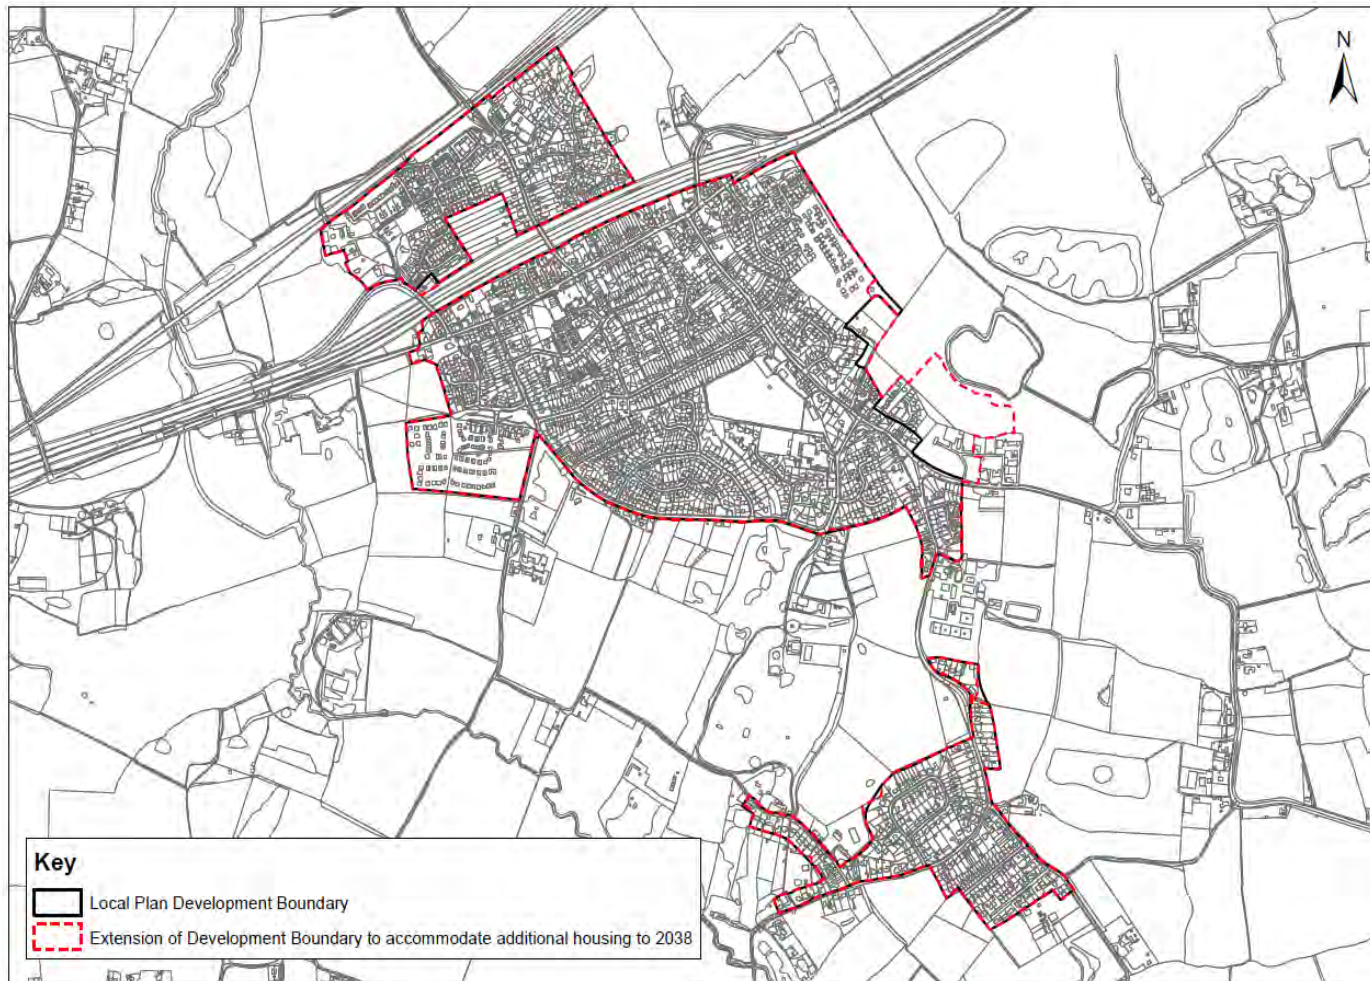 N
Key
Local Plan Development Boundary
Extension of Development Boundary to accommodate additional housing to 2038